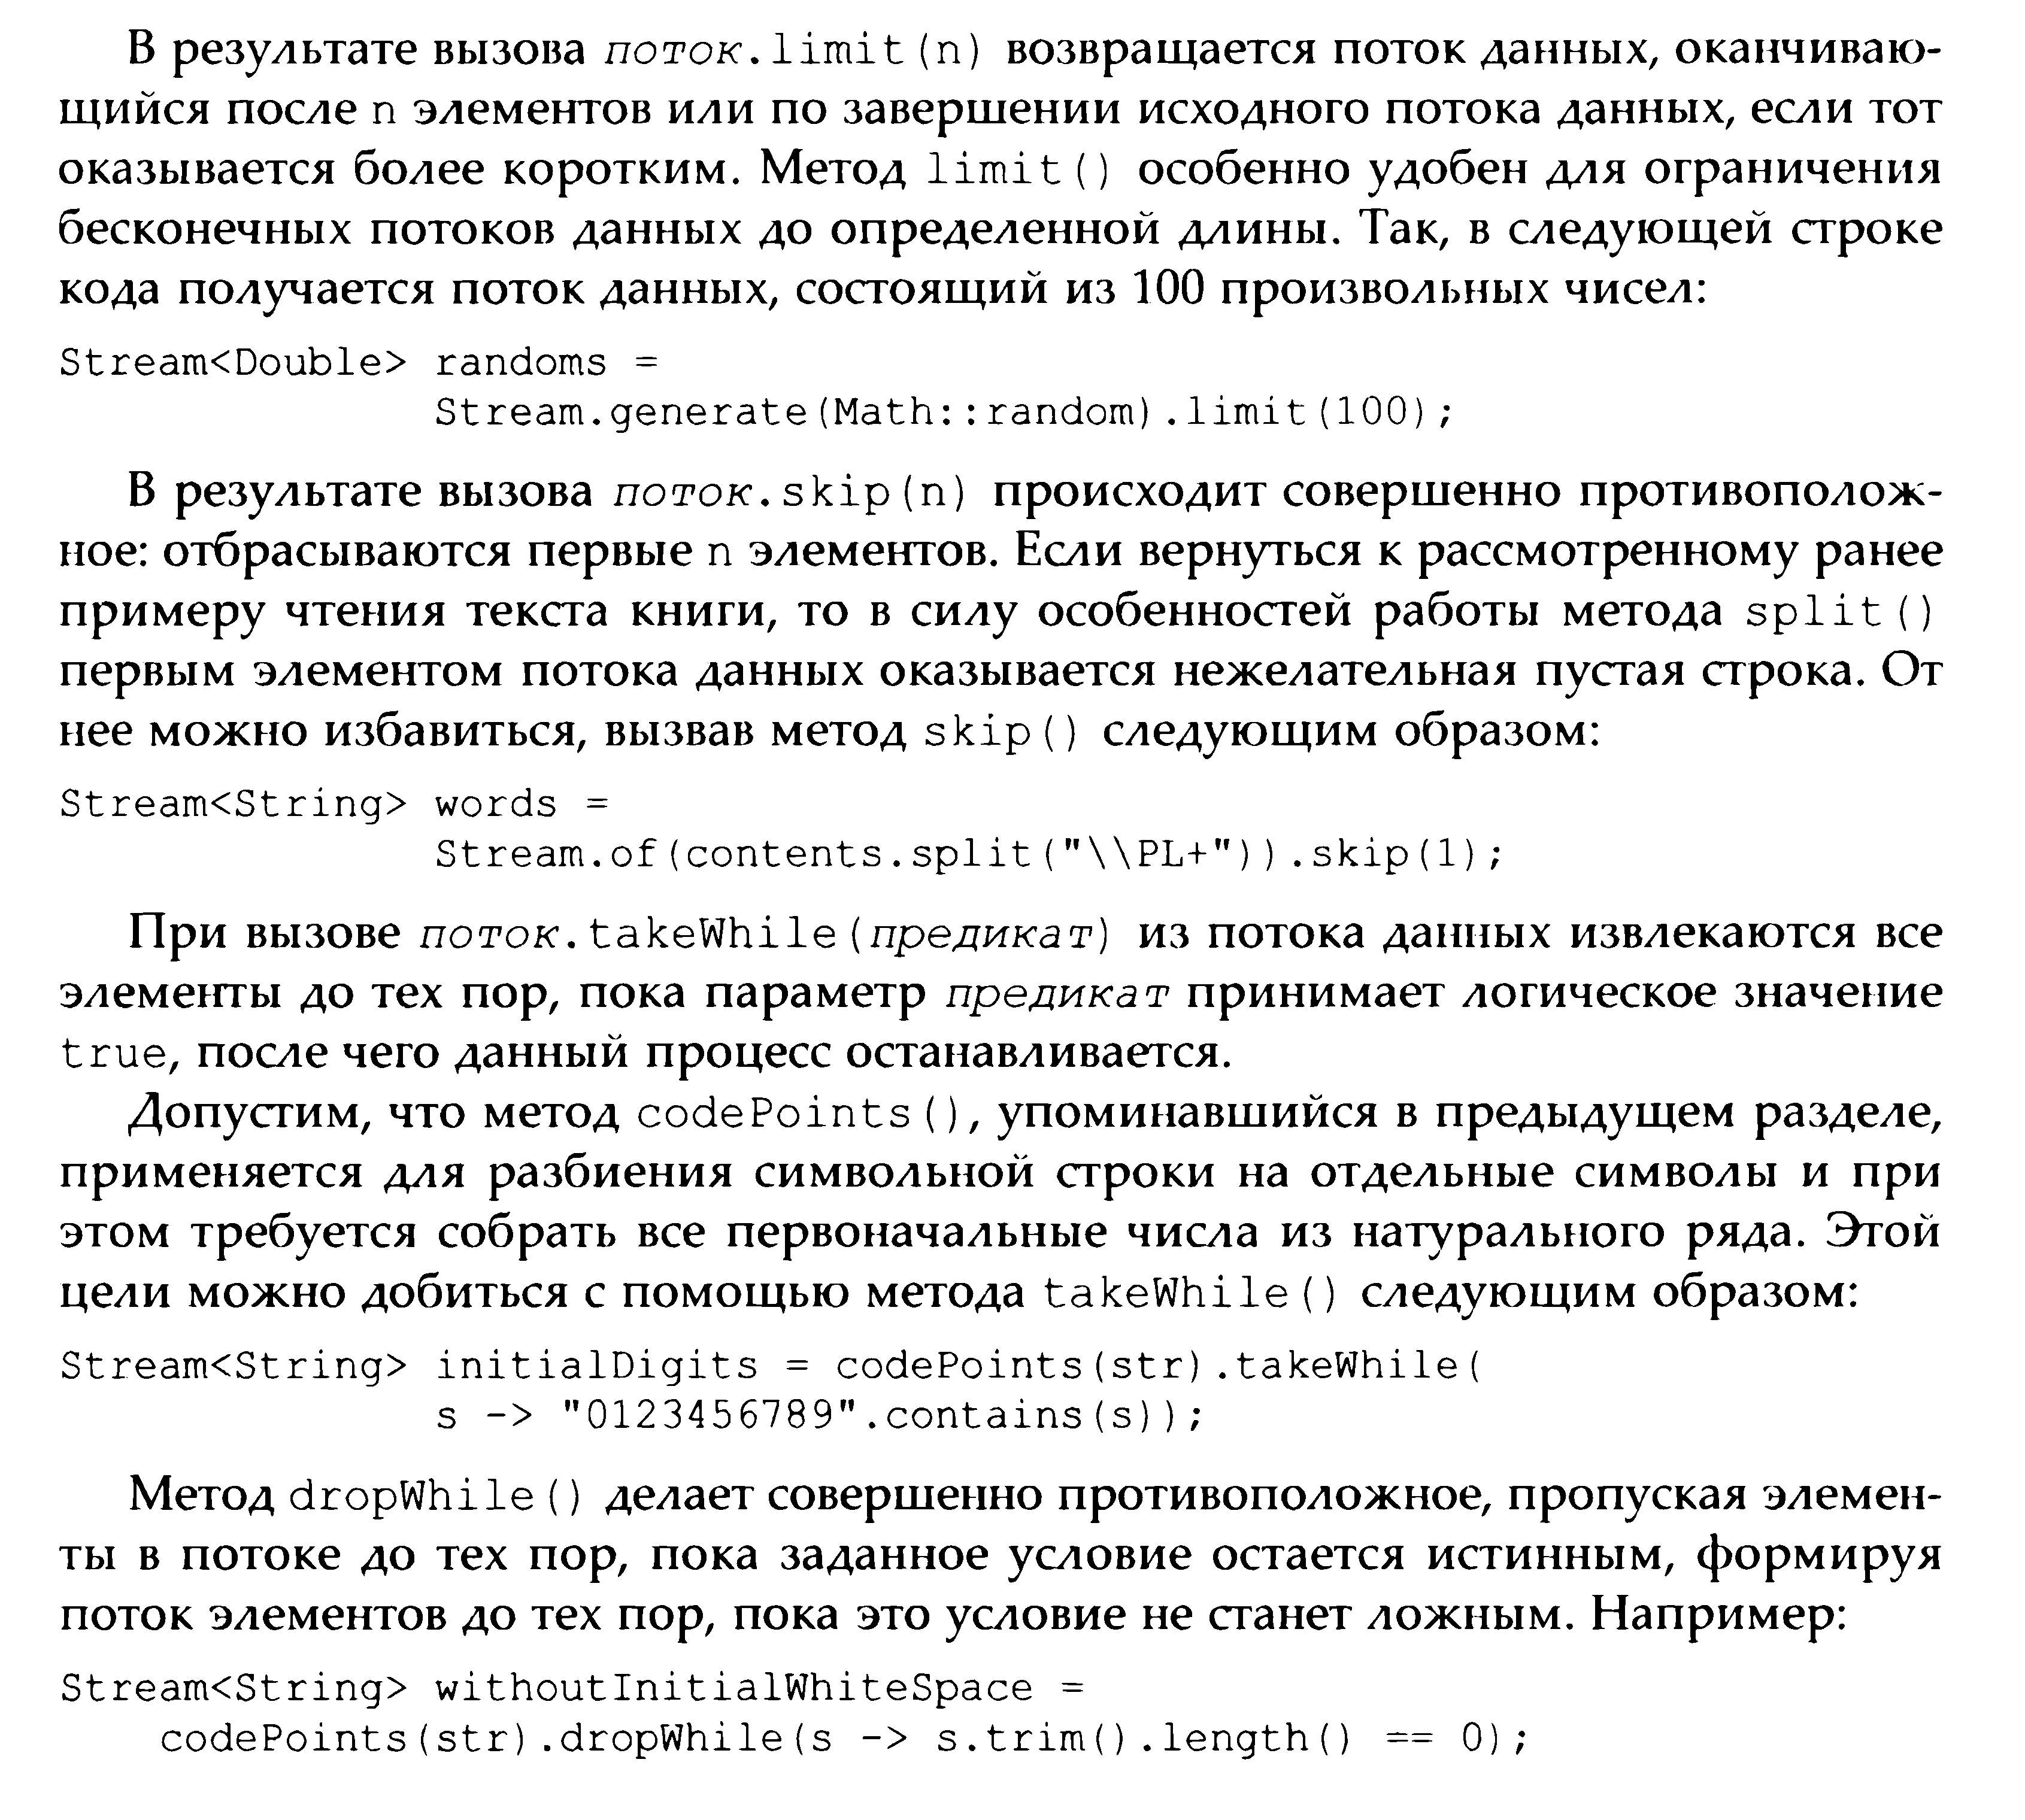 В результате вызова поток.limit(n) возвращается поток данных, оканчиваю-
щийся после n элементов или по завершении исходного потока данных, если тот
оказывается более коротким. Метод limit() особенно удобен для ограничения
бесконечных потоков данных до определенной длины. Так, в следующей строке
кода получается поток данных, состоящий из 100 произвольных чисел:
Stream<Double> randoms =
Stream.generate(Math::random).limit(100);
В результате вызова поток.skip(n) происходит совершенно противополож-
ное: отбрасываются первые n элементов. Если вернуться к рассмотренному ранее
примеру чтения текста книги, то в силу особенностей работы метода split()
первым элементом потока данных оказывается нежелательная пустая строка. От
нее можно избавиться, вызвав метод skip() следующим образом:
Stream<String> words =
Stream.of(contents.split("\\PL+")).skip(1);
При вызове поток.takeWhile(предикат) из потока данных извлекаются все
элементы до тех пор, пока параметр предикат принимает логическое значение
true, после чего данный процесс останавливается.
Допустим, что метод codePoints(), упоминавшийся в предыдущем разделе,
применяется для разбиения символьной строки на отдельные символы и при
этом требуется собрать все первоначальные числа из натурального ряда. Этой
цели можно добиться с помощью метода takeWhile() следующим образом:
Stream<String> initialDigits = codePoints(str).takeWhile(
s -> "0123456789".contains(s));
Метод dropWhile() делает совершенно противоположное, пропуская элемен-
ты в потоке до тех пор, пока заданное условие остается истинным, формируя
поток элементов до тех пор, пока это условие не станет ложным. Например:
Stream<String> withoutInitialWhiteSpace =
codePoints(str).dropWhile(s -> s.trim().length() == 0);